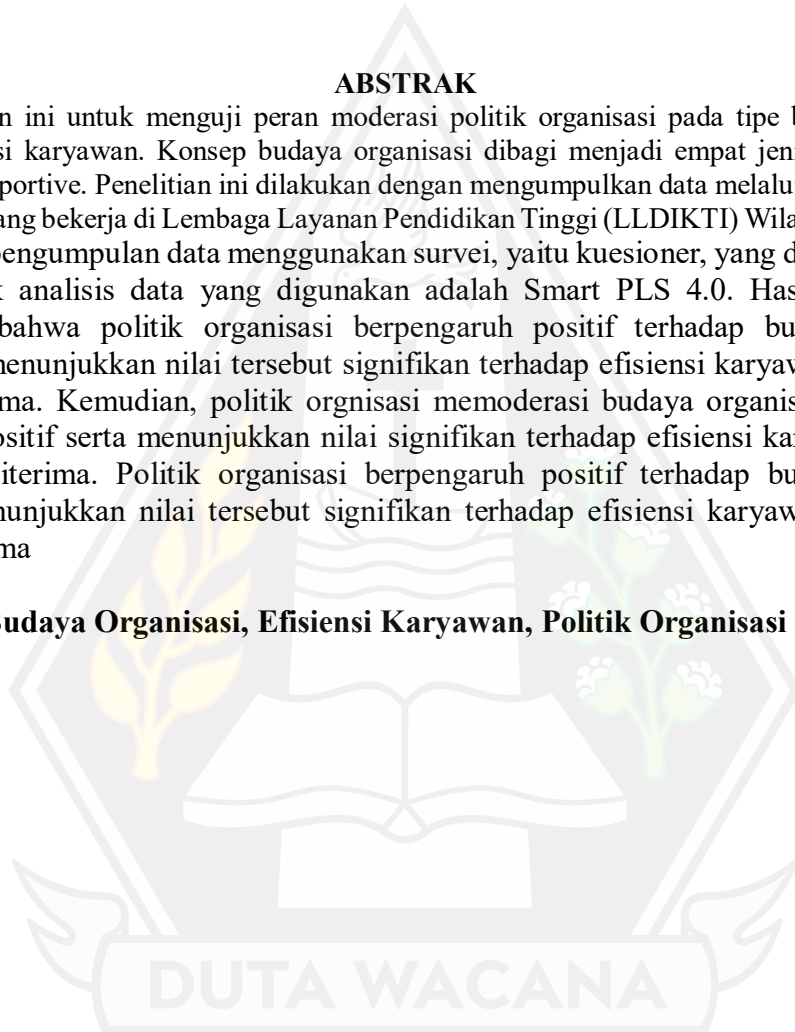 ABSTRAK
n ini untuk menguji peran moderasi politik organisasi pada tipe b
si karyawan. Konsep budaya organisasi dibagi menjadi empat jeni
portive. Penelitian ini dilakukan dengan mengumpulkan data melalu
ang bekerja di Lembaga Layanan Pendidikan Tinggi (LLDIKTI) Wila
pengumpulan data menggunakan survei, yaitu kuesioner, yang d
k analisis data yang digunakan adalah Smart PLS 4.0. Has
bahwa politik organisasi berpengaruh positif terhadap bu
menunjukkan nilai tersebut signifikan terhadap efisiensi karyaw
ma. Kemudian, politik orgnisasi memoderasi budaya organis
ositif serta menunjukkan nilai signifikan terhadap efisiensi kar
iterima. Politik organisasi berpengaruh positif terhadap bu
nunjukkan nilai tersebut signifikan terhadap efisiensi karyaw
ma
Budaya Organisasi, Efisiensi Karyawan, Politik Organisasi
DUTA WACANA